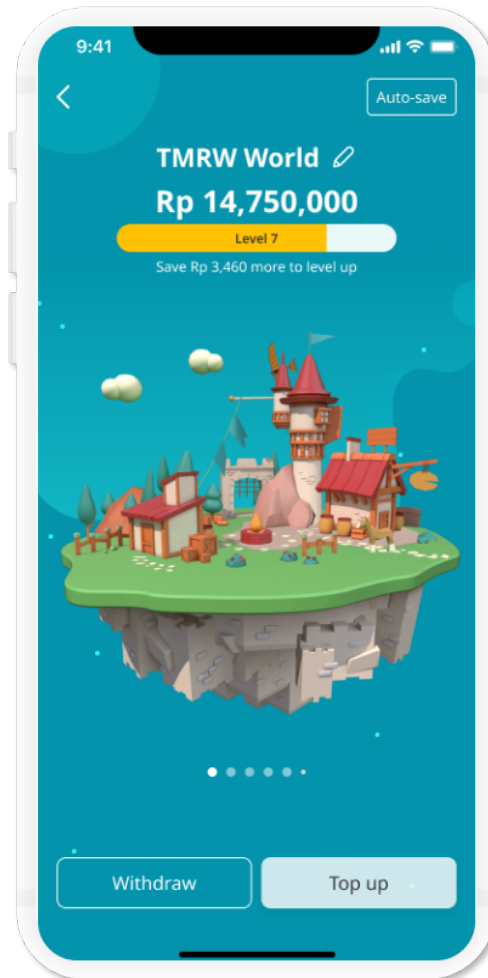 9:41
Auto-save
TMRW World
Rp 14,750,000
Level 7
Save Rp 3,460 more to level up
Withdraw
Top up